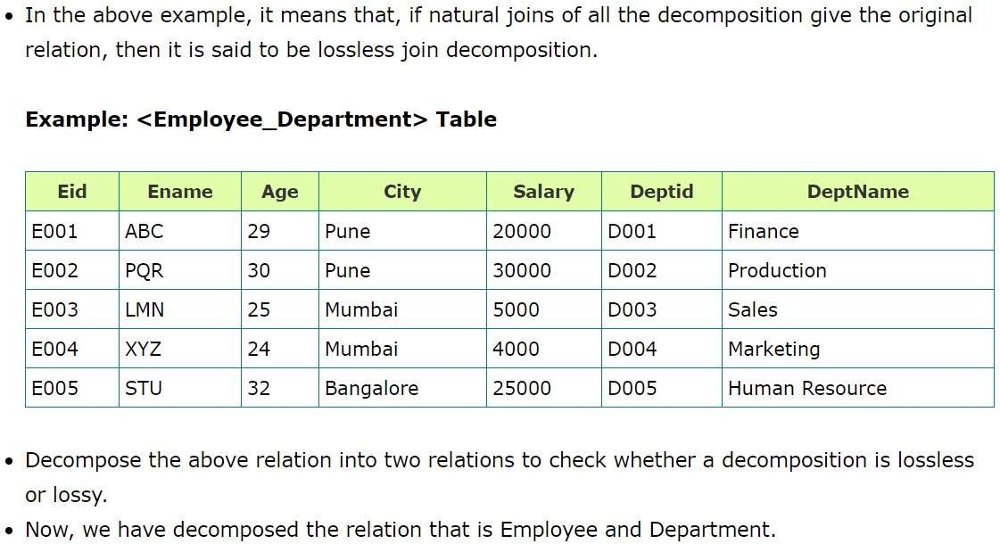 • In the above example, it means that, if natural joins of all the decomposition give the original
relation, then it is said to be lossless join decomposition.
Example: <Employee_Department> Table
Eid Ename Age City Salary Deptid DeptName
E001 ABC 29 Pune 20000 D001 Finance
E002 PQR 30 Pune 30000 D002 Production
E003 LMN 25 Mumbai 5000 D003 Sales
E004 XYZ 24 Mumbai 4000 D004 Marketing
E005 STU 32 Bangalore 25000 D005 Human Resource
• Decompose the above relation into two relations to check whether a decomposition is lossless
or lossy.
• Now, we have decomposed the relation that is Employee and Department.